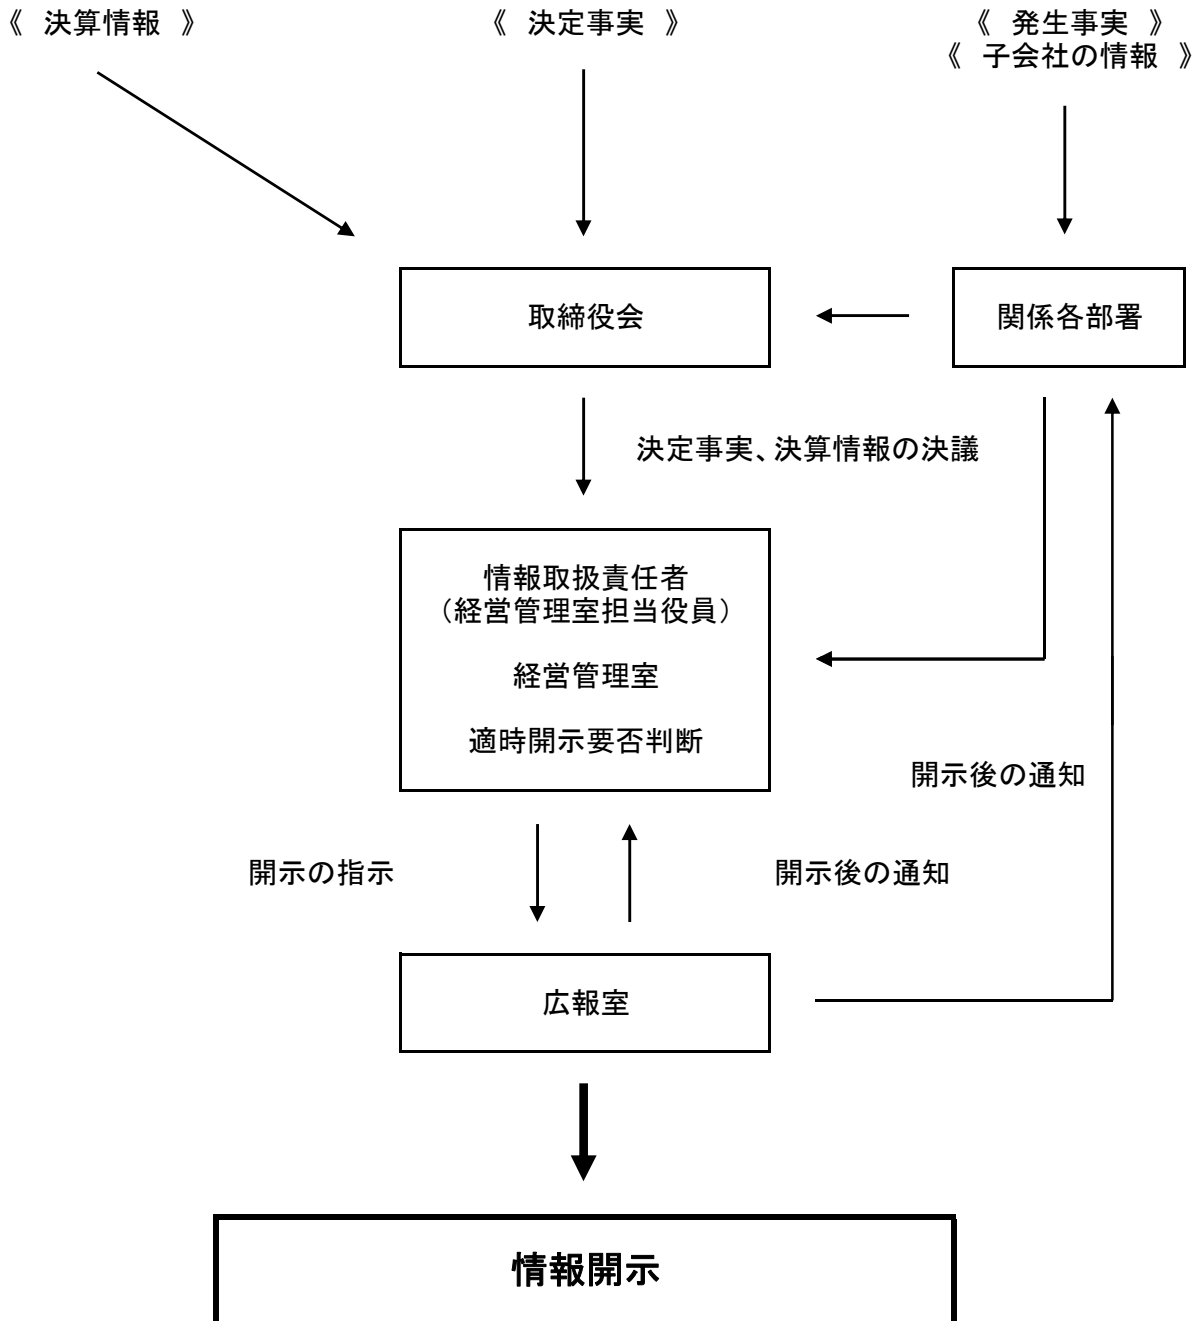 《 決算情報 》
《 決定事実 》
《 発生事実 》
《 子会社の情報 》
取締役会
関係各部署
決定事実、決算情報の決議
情報取扱責任者
（経営管理室担当役員）
経営管理室
適時開示要否判断
開示後の通知
開示の指示
開示後の通知
広報室
情報開示